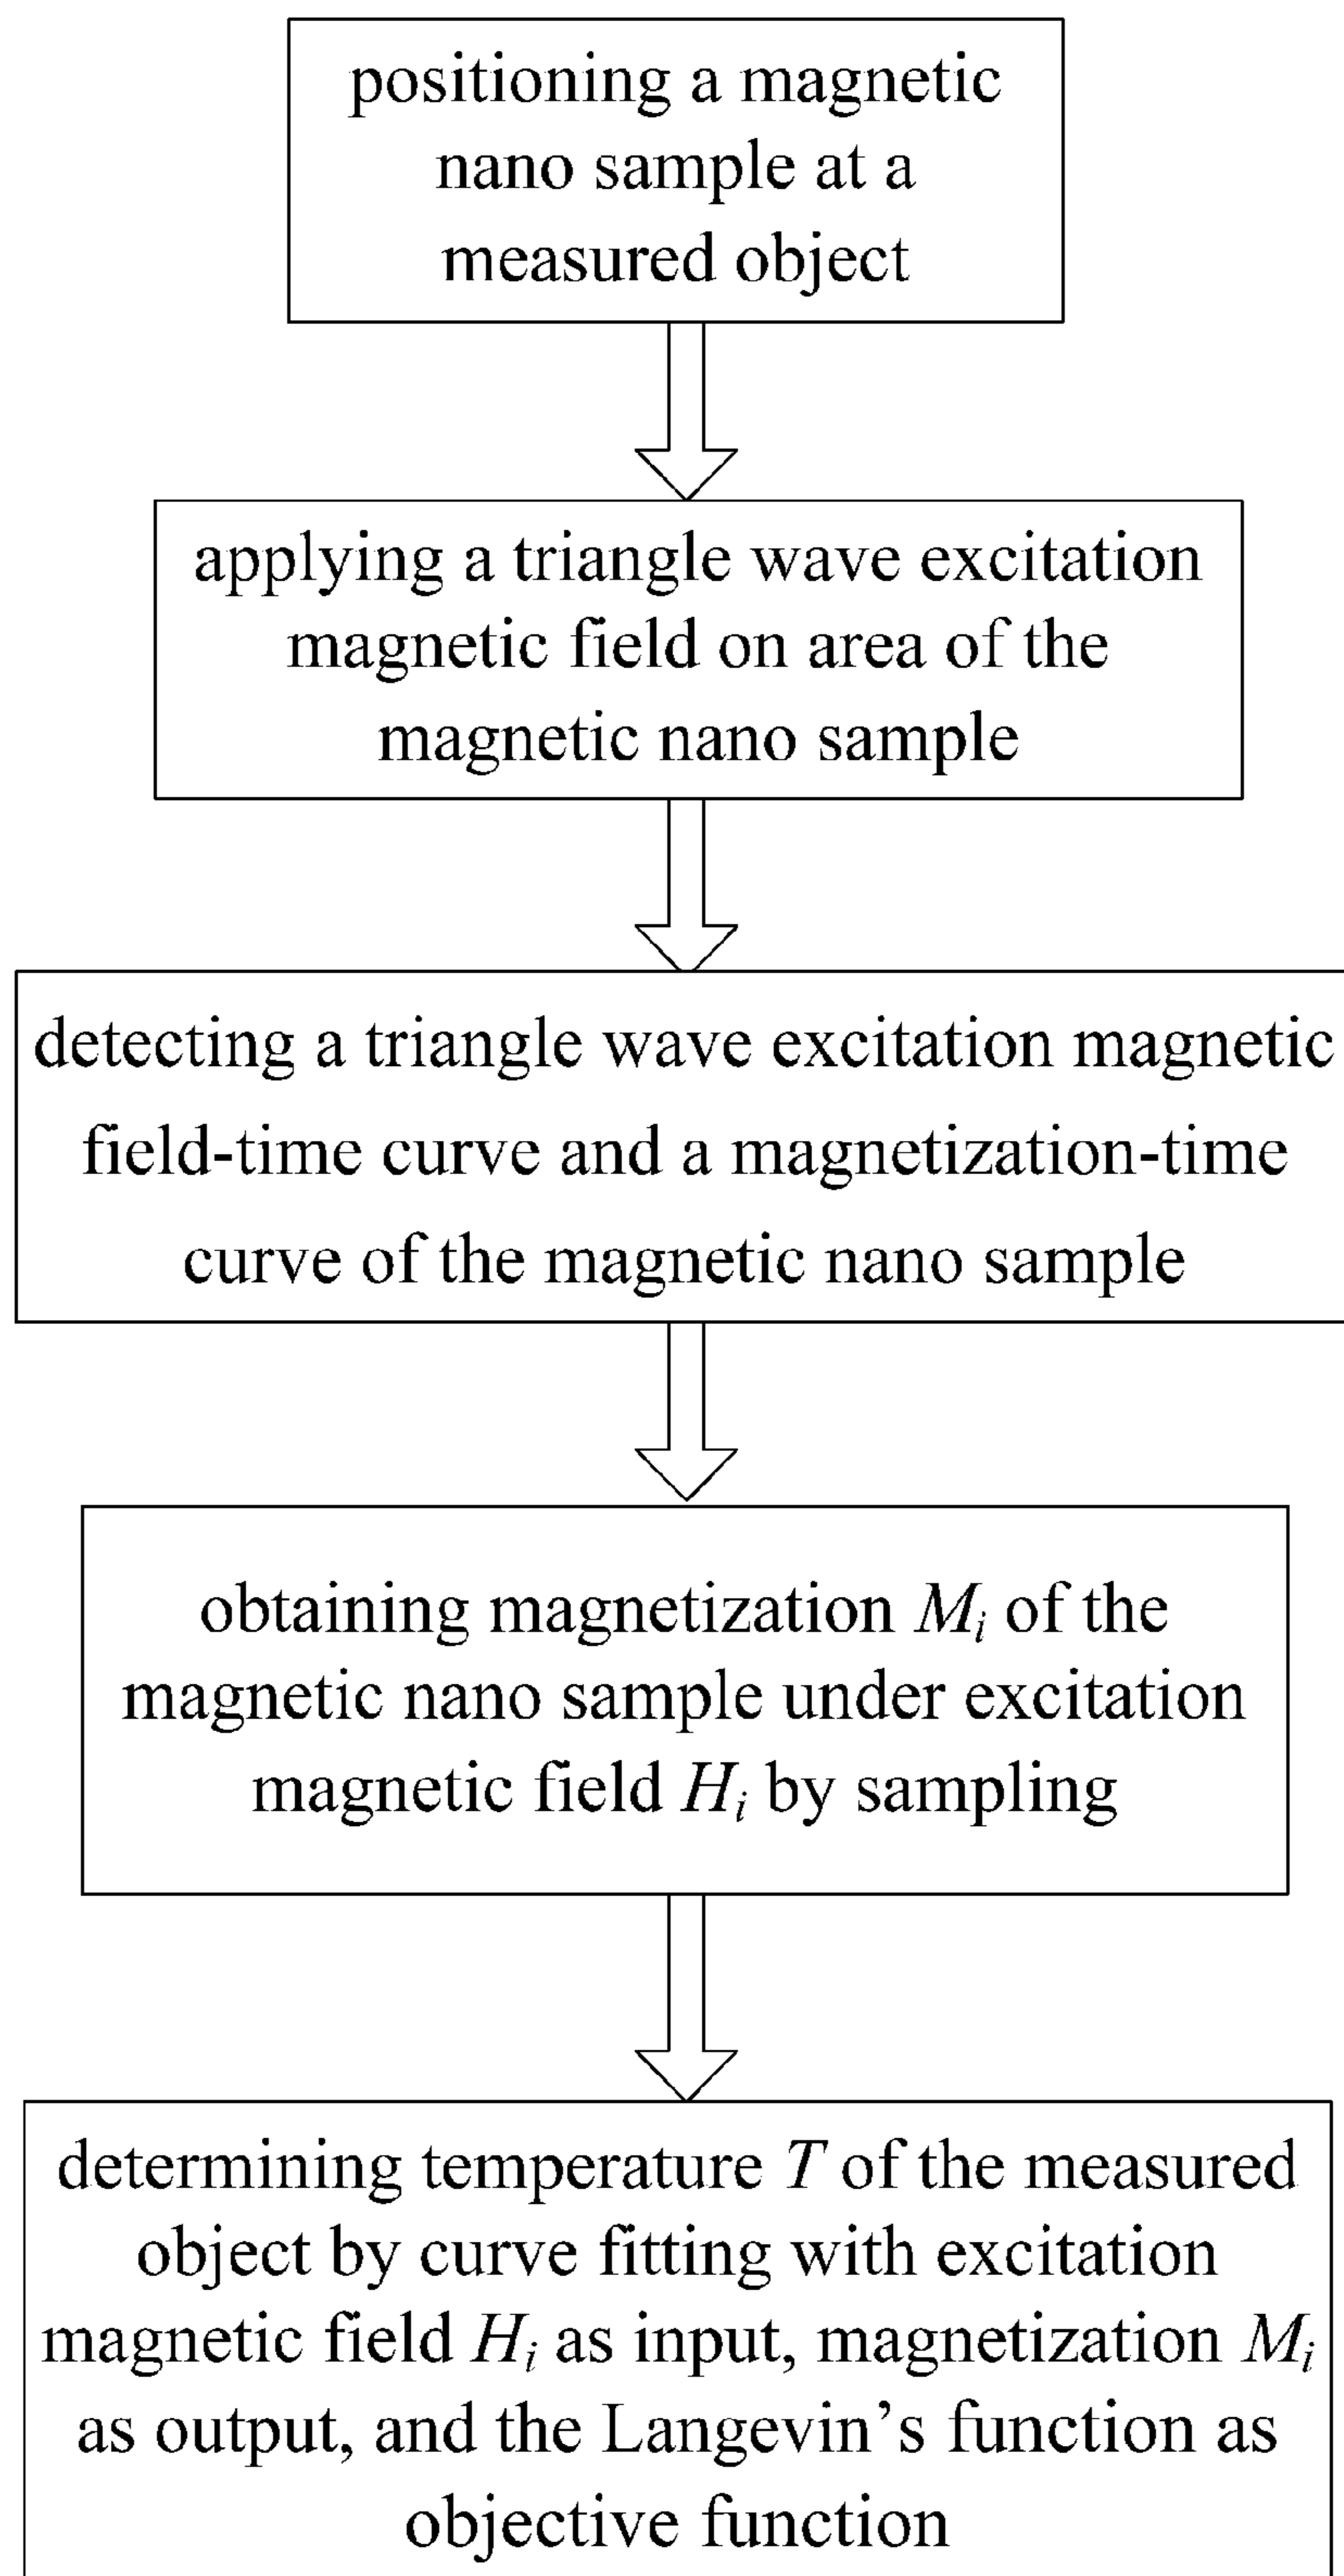 positioning a magnetic
nano sample at a
measured object
applying a triangle wave excitation
magnetic field on area of the
magnetic nano sample
detecting a triangle wave excitation magnetic
field-time curve and a magnetization-time
curve of the magnetic nano sample
obtaining magnetization Mi of the
magnetic nano sample under excitation
magnetic field Hi by sampling
determining temperature T of the measured
object by curve fitting with excitation
magnetic field Hi as input, magnetization Mi
as output, and the Langevin’s function as
objective function